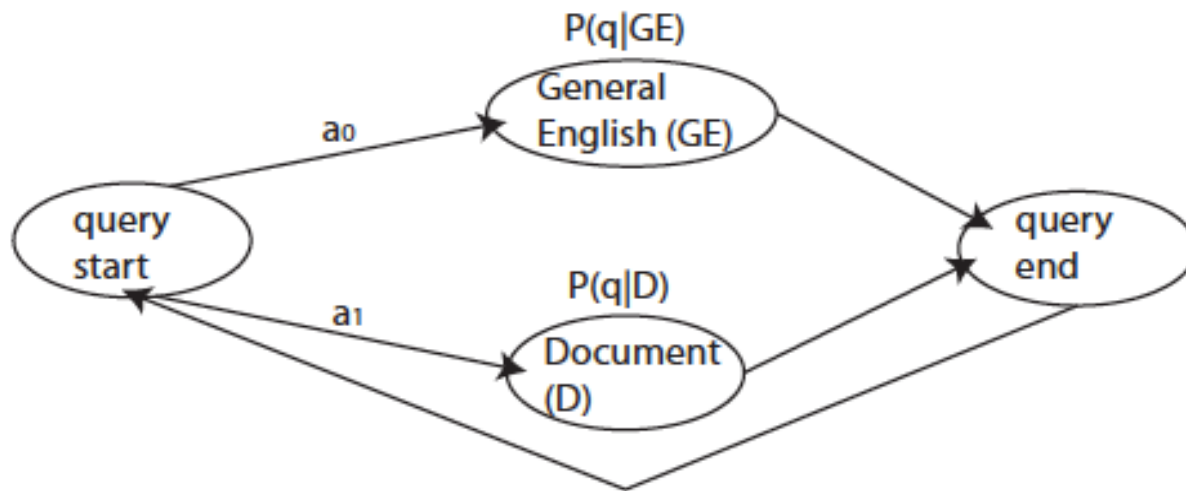 P(q|GE)
General
English (GE)
a0
query
start
query
end
P(q|D)
a1
Document
(D)